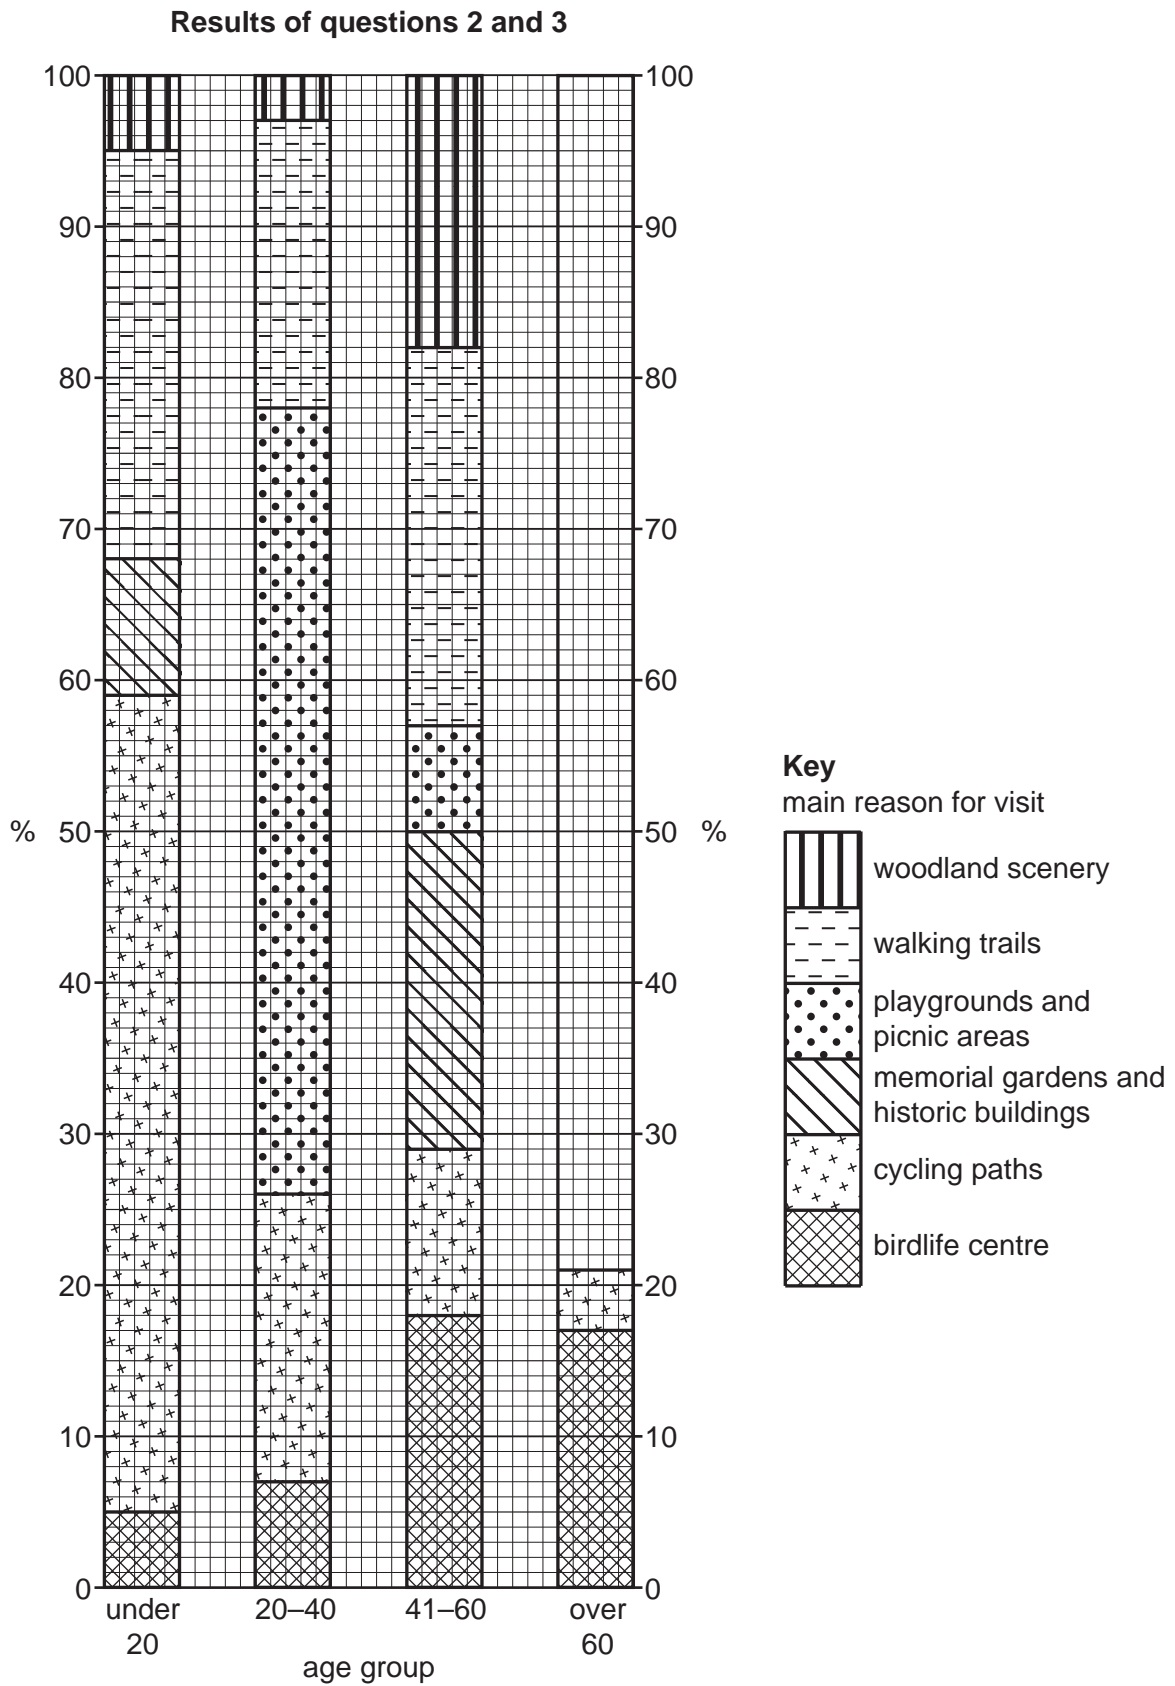 Results of questions 2 and 3
100
100
90
90
80
80
70
70
60
60
%
50
50
%
40
40
30
30
20
20
10
10
0
0
under
20
20–40
41–60
over
60
age group
Key
main reason for visit
woodland scenery
walking trails
playgrounds and
picnic areas
memorial gardens and
historic buildings
cycling paths
birdlife centre